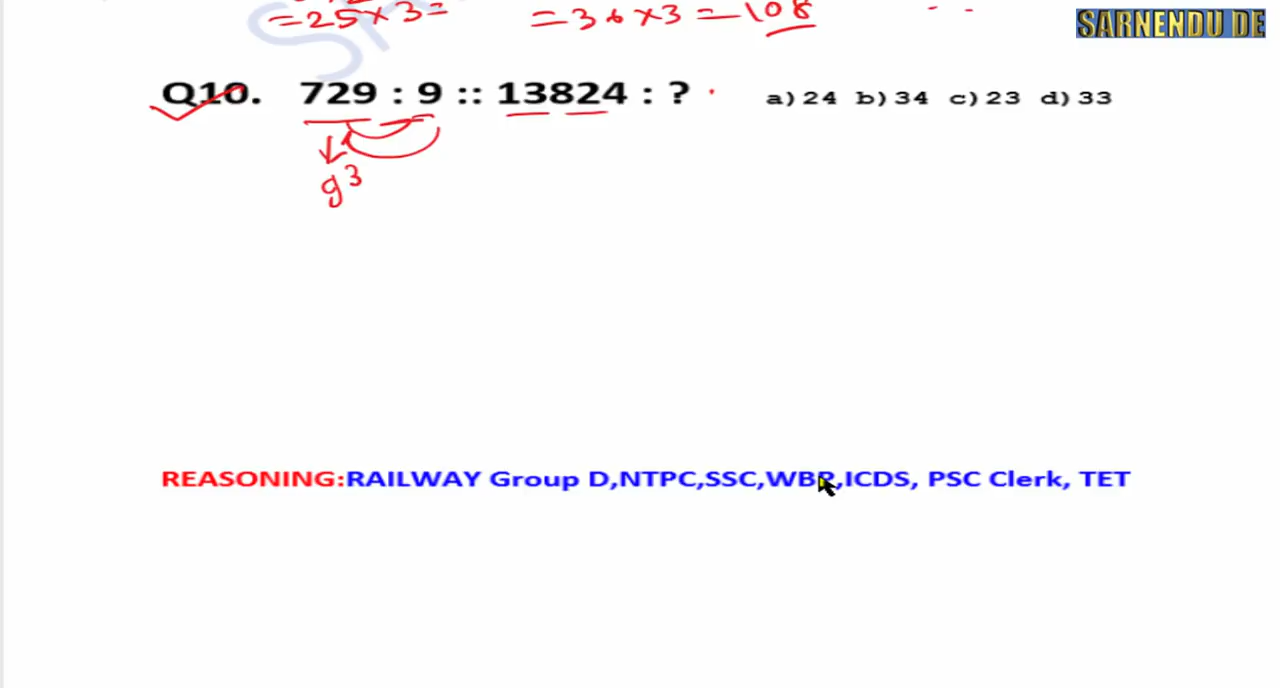 =25×3=
=36×3=108
SARNENDU DE
Q10. 729 : 9 :: 13824 : ? a) 24 b) 34 c) 23 d) 33
9³
REASONING:RAILWAY Group D,NTPC,SSC,WBP,ICDS, PSC Clerk, TET